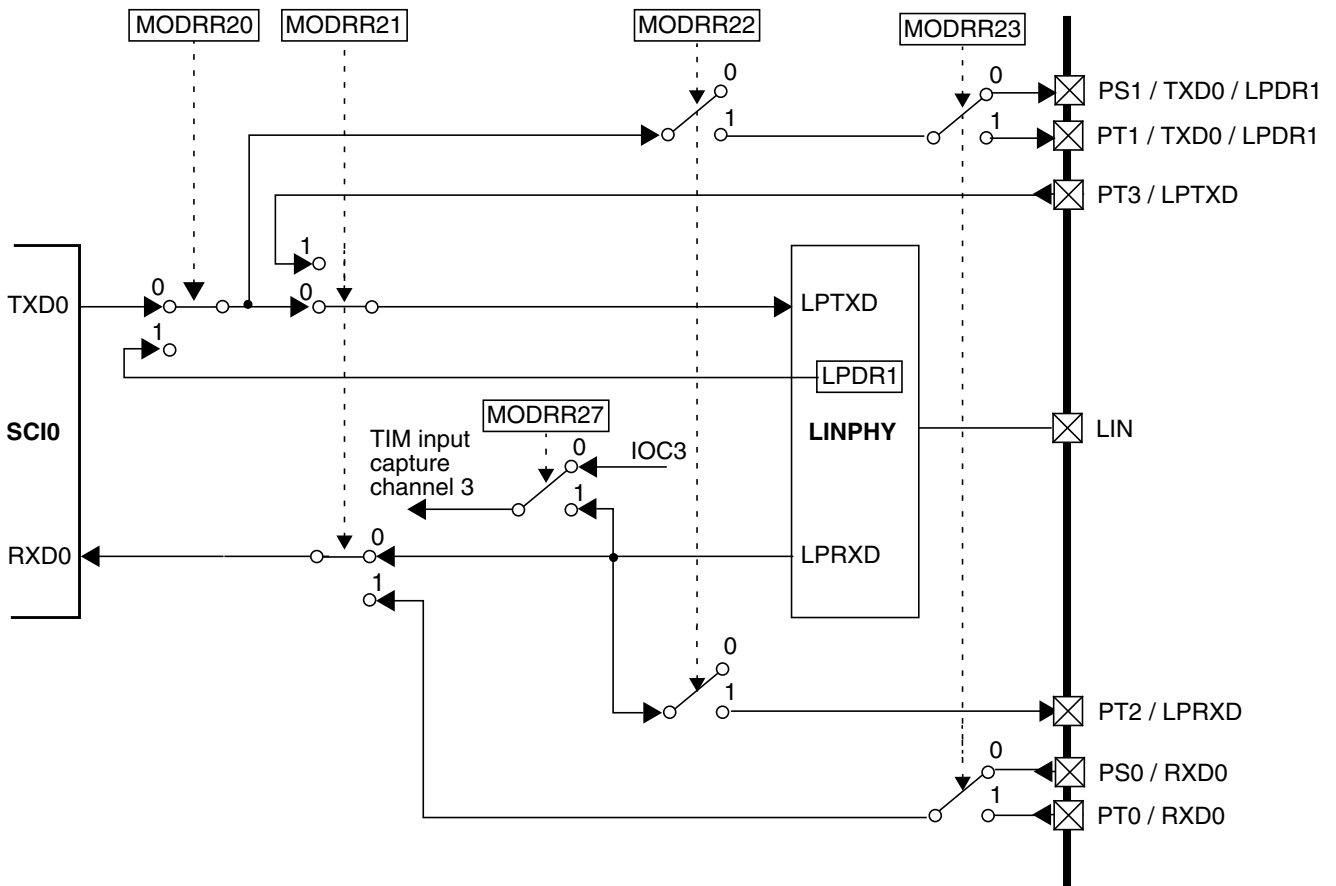 MODRR20
MODRR21
MODRR22
MODRR23
0
0
PS1 / TXD0 / LPDR1
1
1
PT1 / TXD0 / LPDR1
PT3 / LPTXD
1
TXD0
0
0
LPTXD
1
LPDR1
MODRR27
SCI0
LINPHY
LIN
TIM input
capture
channel 3
0
IOC3
1
RXD0
0
LPRXD
1
0
1
PT2 / LPRXD
0
PS0 / RXD0
1
PT0 / RXD0